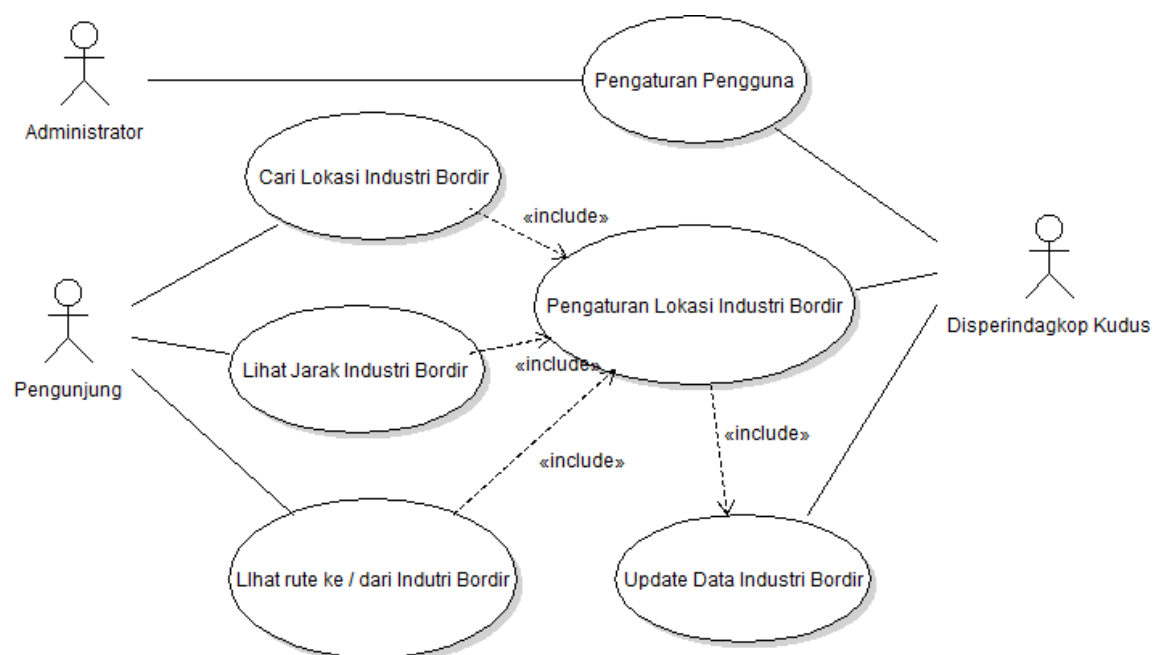 Pengaturan Pengguna
Administrator
Cari Lokasi Industri Bordir
«include»
Pengaturan Lokasi Industri Bordir
Disperindagkop Kudus
Lihat Jarak Industri Bordir
«include»
Pengunjung
«include»
«include»
LIhat rute ke / dari Indutri Bordir
Update Data Industri Bordir